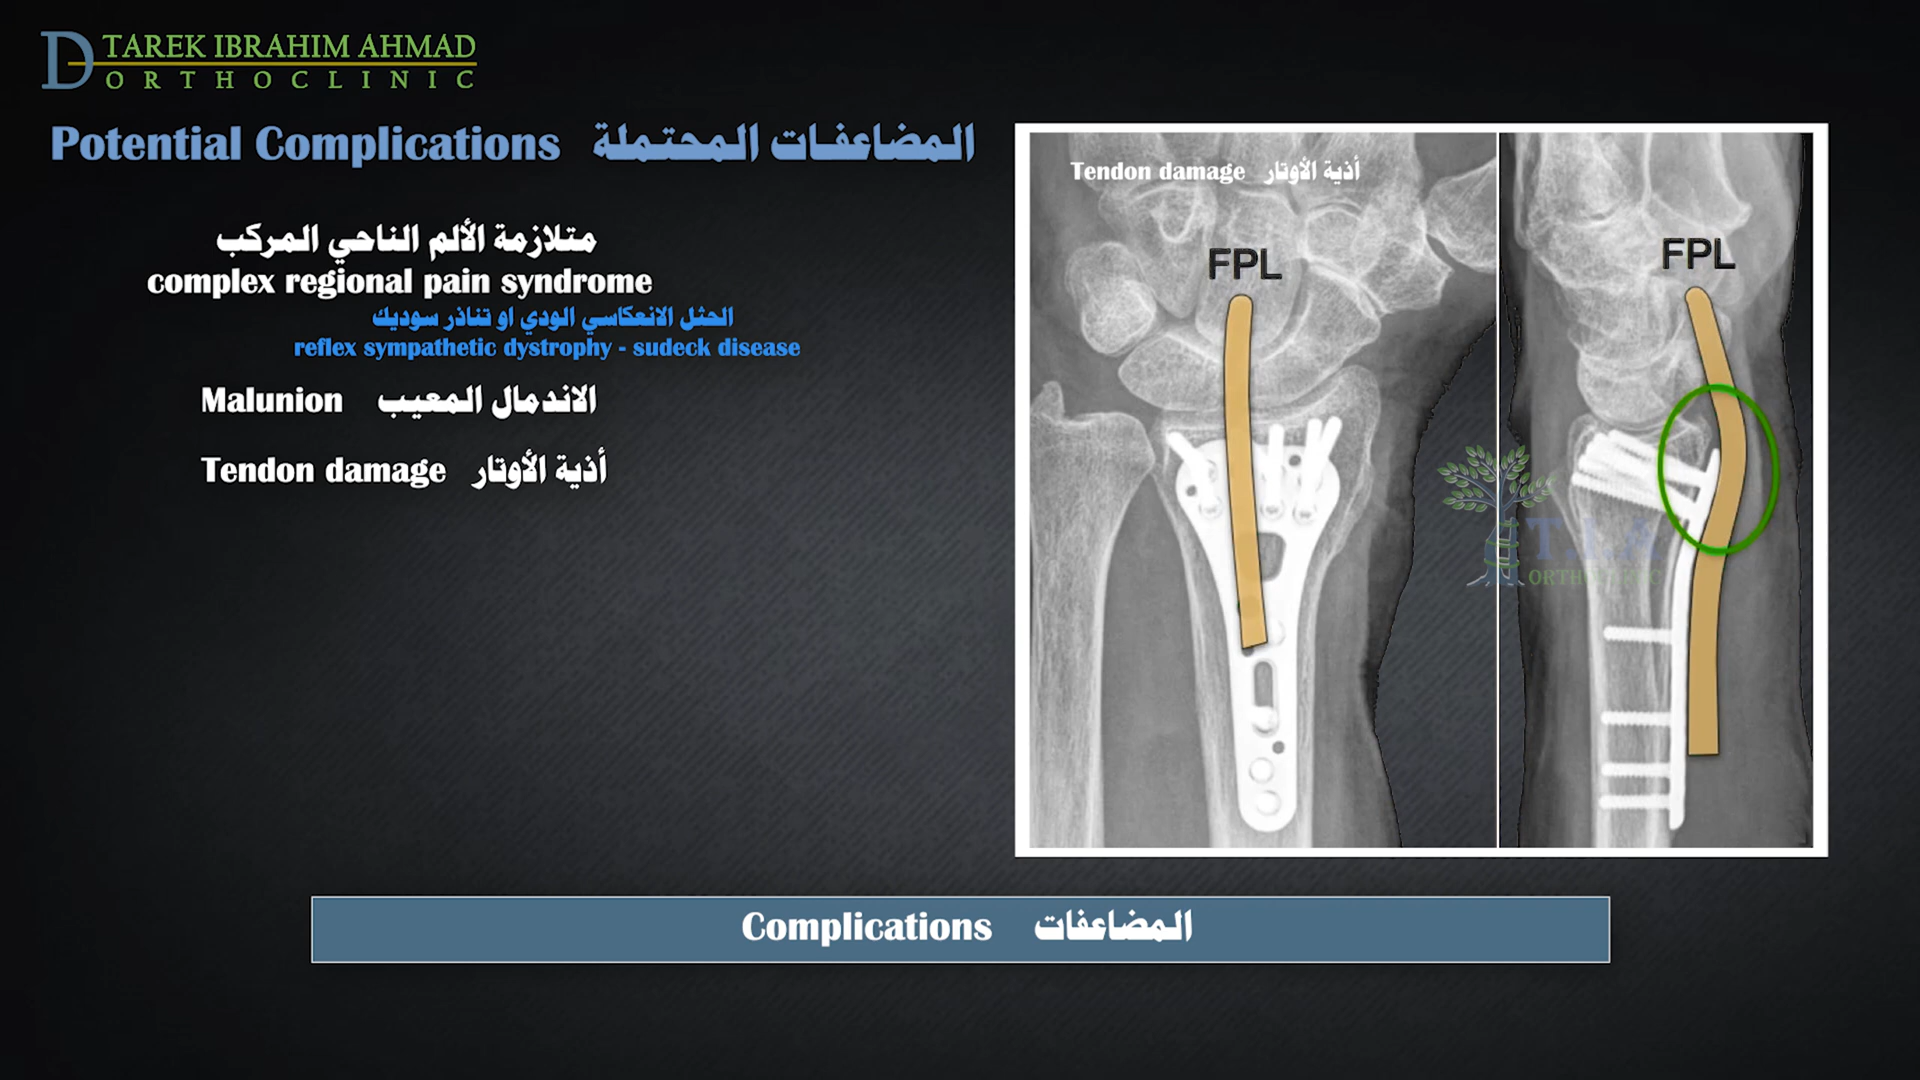 D TAREK IBRAHIM AHMAD
ORTHOCLINIC
Potential Complications المضاعفات المحتملة
متلازمة الألم الناحي المركب
complex regional pain syndrome
الحثل الانعكاسي الودي او تناذر سوديك
reflex sympathetic dystrophy - sudeck disease
Malunion الاندمال المعيب
Tendon damage أذية الأوتار
Tendon damage أذية الأوتار
FPL
FPL
T.I.A
ORTHOCLINIC
Complications المضاعفات